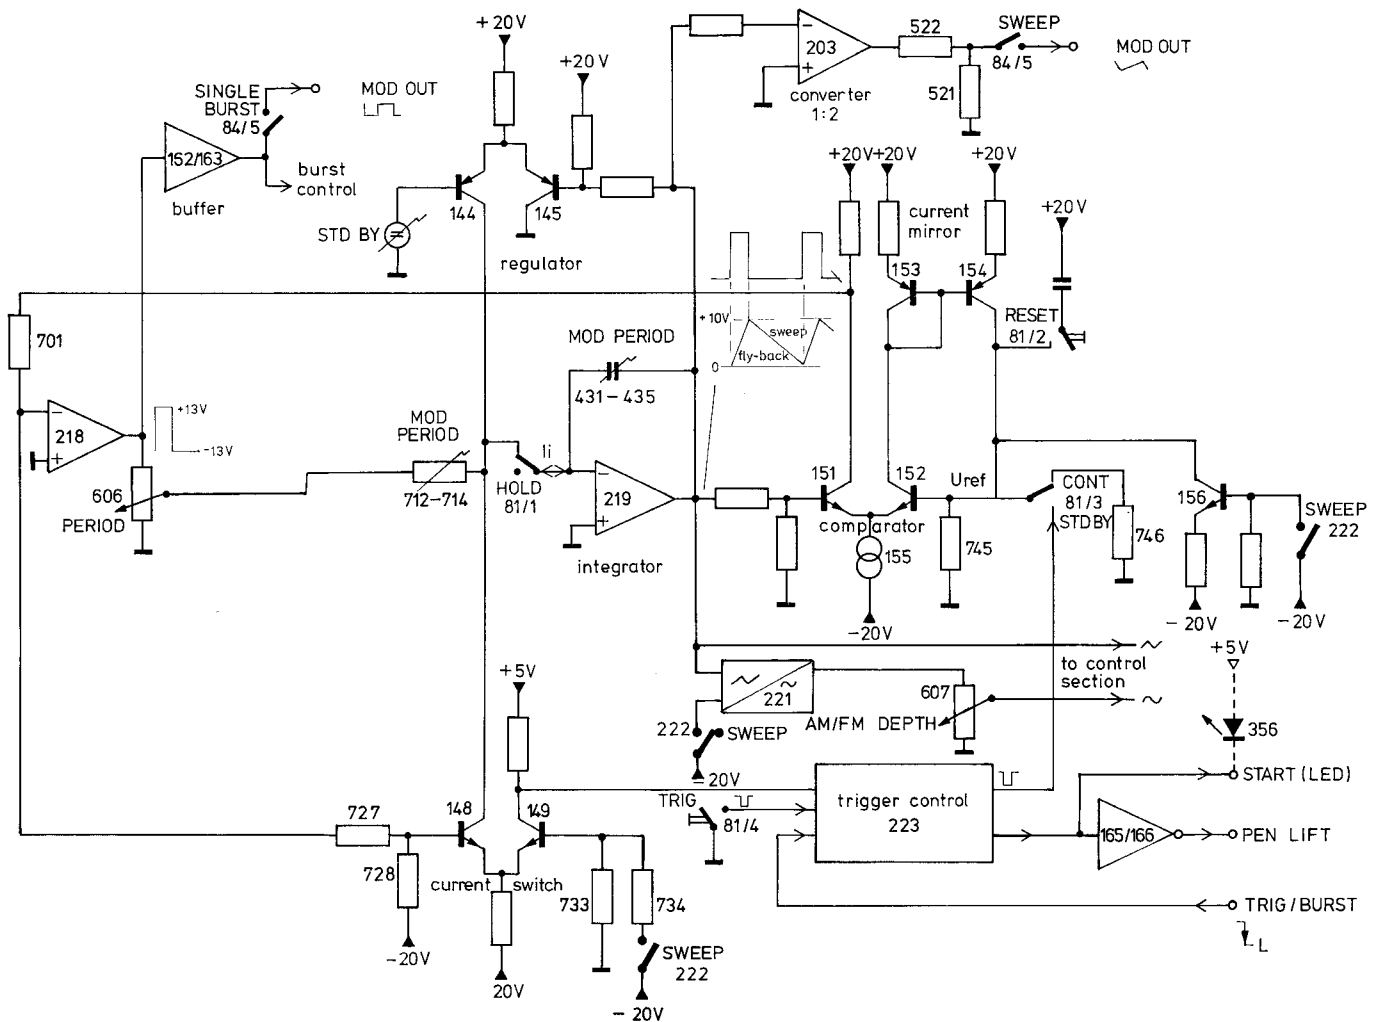 +20V
+20V
203
converter
1:2
522
SWEEP
84/5
521
MOD OUT
SINGLE
BURST
84/5
MOD OUT
152/163
buffer
burst
control
144
145
STD BY
regulator
+20V
+20V
+20V
+20V
current
mirror
153
154
RESET
81/2
701
MOD PERIOD
431-435
+10V
0
sweep
fly-back
218
+13V
-13V
606
PERIOD
MOD
PERIOD
712-714
HOLD
81/1
Ii
219
integrator
151
152
comparator
155
-20V
Uref
745
CONT
81/3
STDBY
746
156
-20V
SWEEP
222
-20V
to control
section
221
222
SWEEP
-20V
607
AM/FM DEPTH
+5V
356
START (LED)
+5V
TRIG
81/4
trigger control
223
165/166
PEN LIFT
TRIG/BURST
L
727
728
-20V
148
149
current switch
20V
733
734
SWEEP
222
-20V